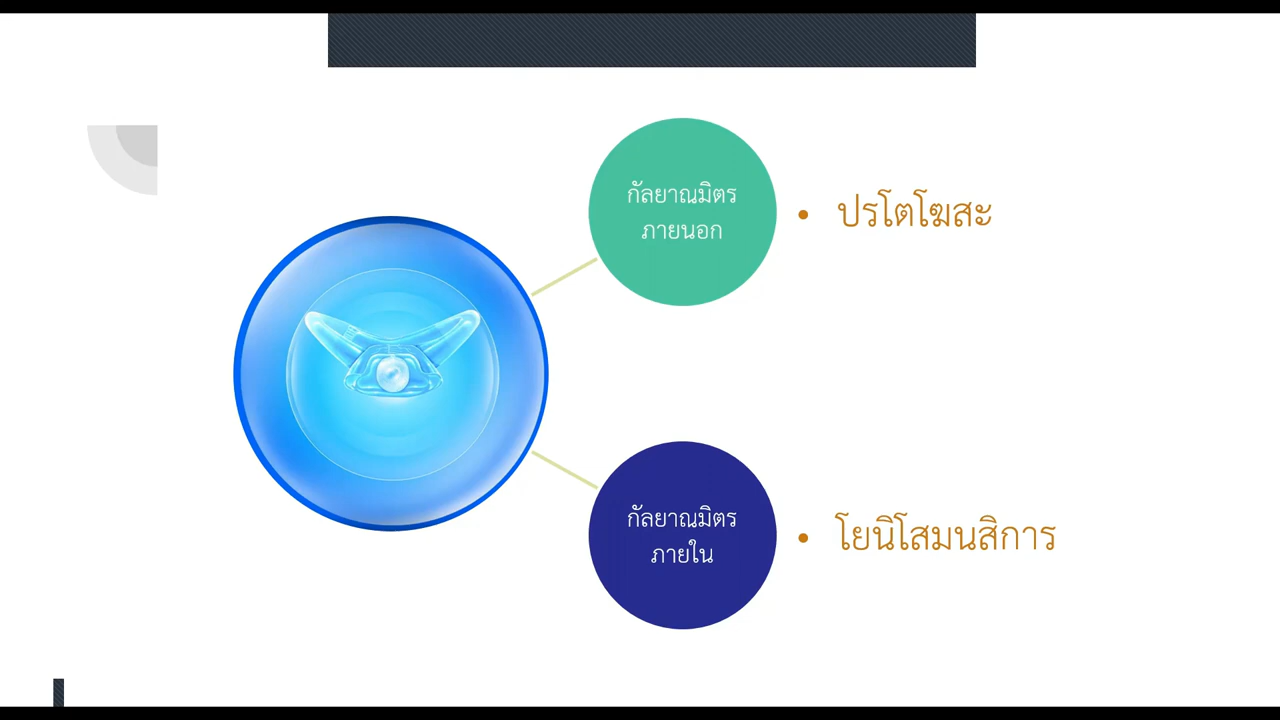 กัลยาณมิตร
ภายนอก
• ปรโตโฆสะ
กัลยาณมิตร
ภายใน
• โยนิโสมนสิการ